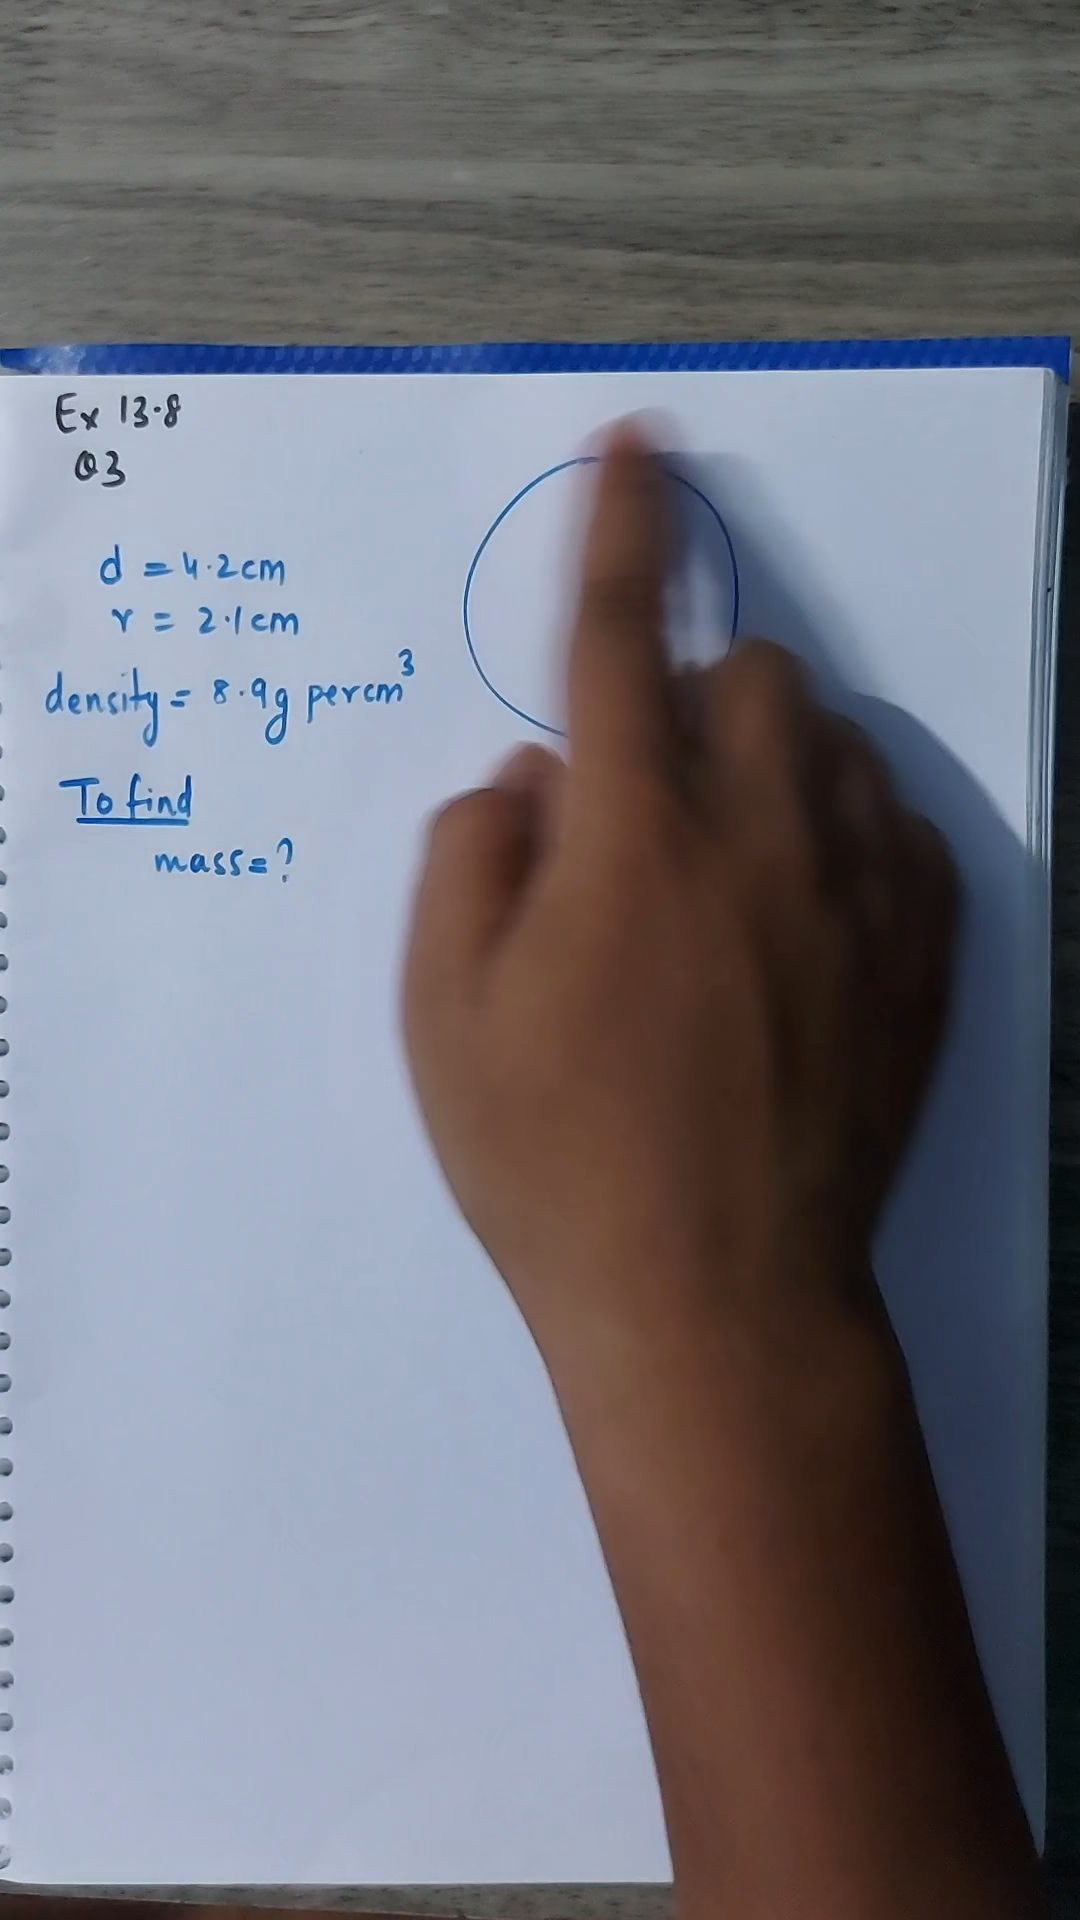 Ex 13.8
Q3
d = 4.2cm
r = 2.1cm
density = 8.9g percm³
To find
mass = ?